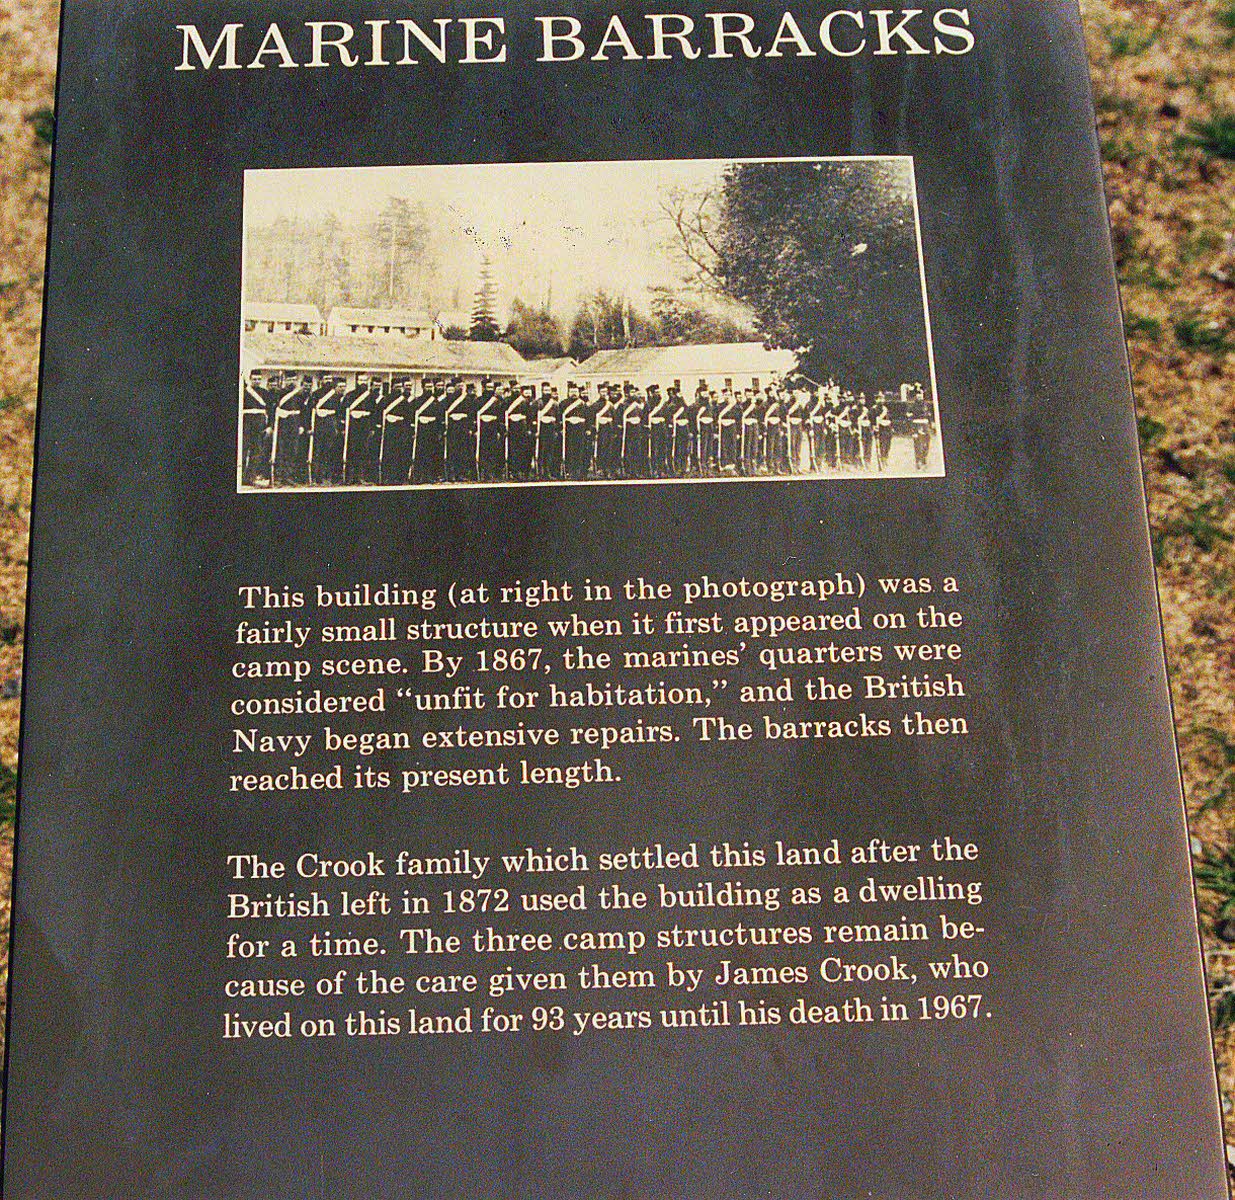 MARINE BARRACKS
This building (at right in the photograph) was a
fairly small structure when it first appeared on the
camp scene. By 1867, the marines’ quarters were
considered “unfit for habitation,” and the British
Navy began extensive repairs. The barracks then
reached its present length.
The Crook family which settled this land after the
British left in 1872 used the building as a dwelling
for a time. The three camp structures remain be-
cause of the care given them by James Crook, who
lived on this land for 93 years until his death in 1967.